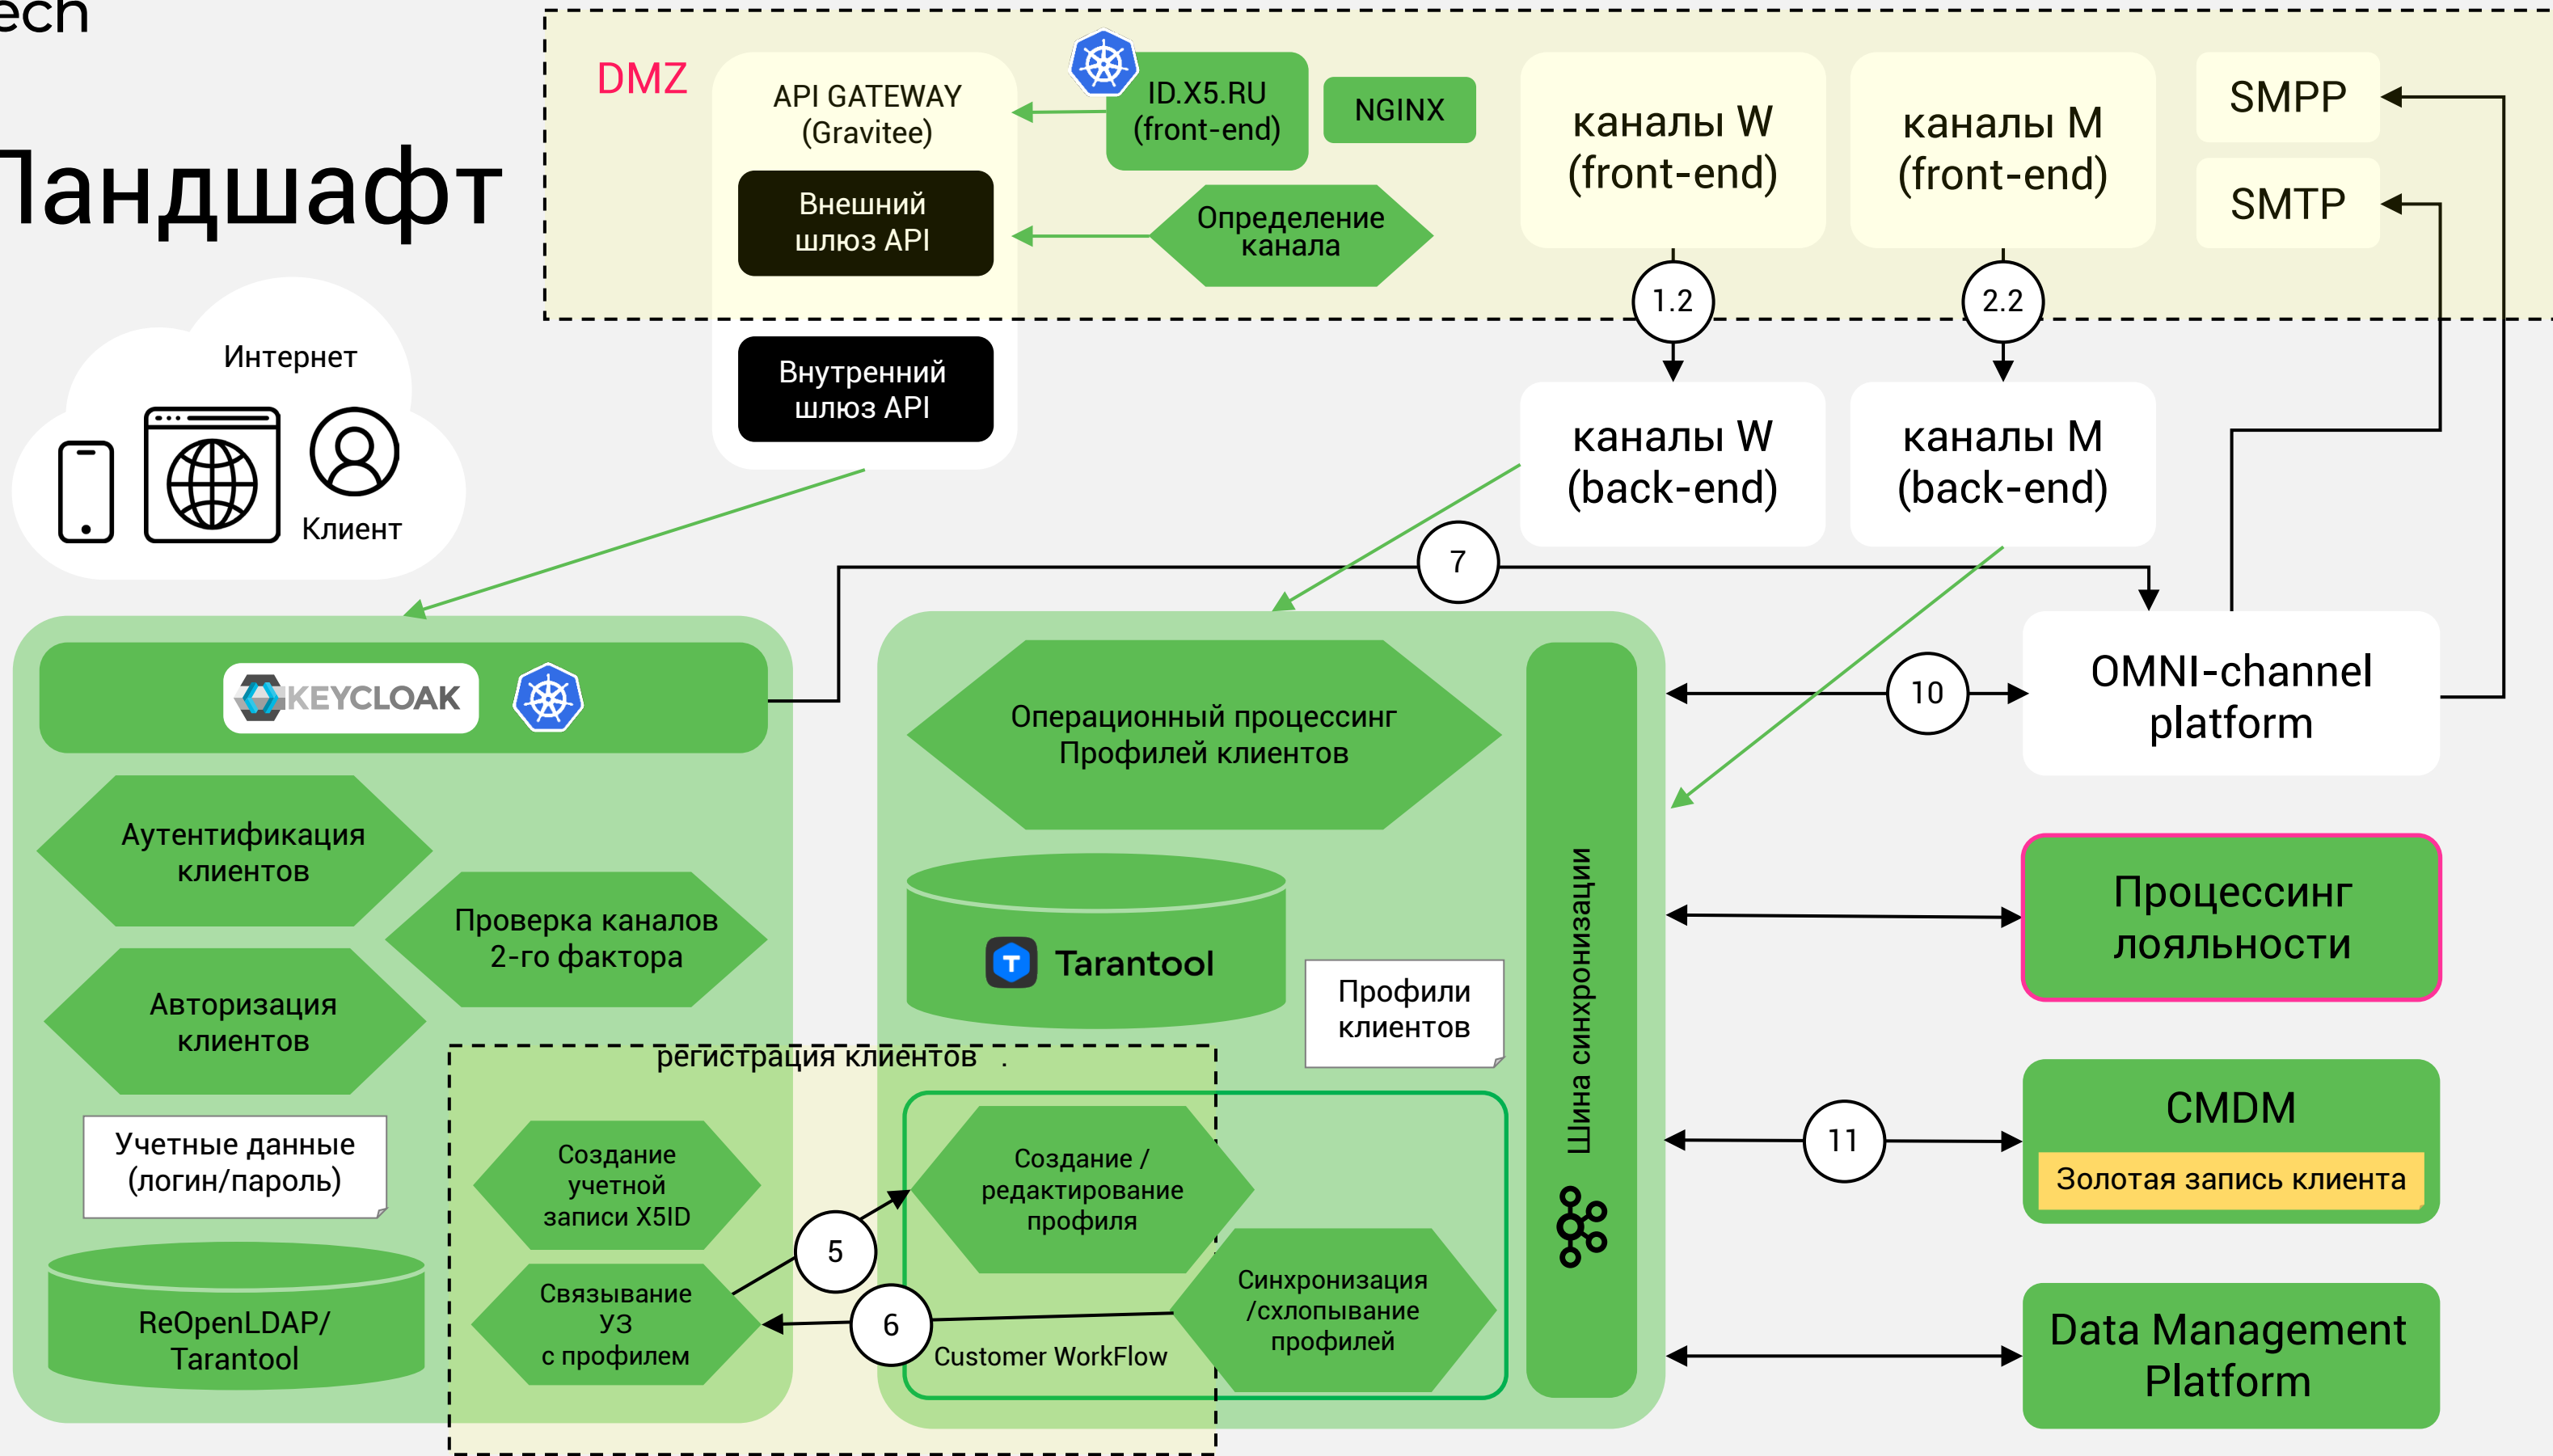 ech
Ландшафт
DMZ
API GATEWAY
(Gravitee)
Внешний
шлюз API
Внутренний
шлюз API
ID.X5.RU
(front-end)
NGINX
Определение
канала
каналы W
(front-end)
каналы M
(front-end)
SMPP
SMTP
1.2
2.2
Интернет
Клиент
каналы W
(back-end)
каналы M
(back-end)
7
KEYCLOAK
Аутентификация
клиентов
Проверка каналов
2-го фактора
Авторизация
клиентов
Учетные данные
(логин/пароль)
ReOpenLDAP/
Tarantool
регистрация клиентов .
Создание
учетной
записи X5ID
Связывание
УЗ
с профилем
5
6
Операционный процессинг
Профилей клиентов
Tarantool
Профили
клиентов
Создание /
редактирование
профиля
Синхронизация
/схлопывание
профилей
Customer WorkFlow
Шина синхронизации
10
OMNI-channel
platform
Процессинг
лояльности
11
CMDM
Золотая запись клиента
Data Management
Platform